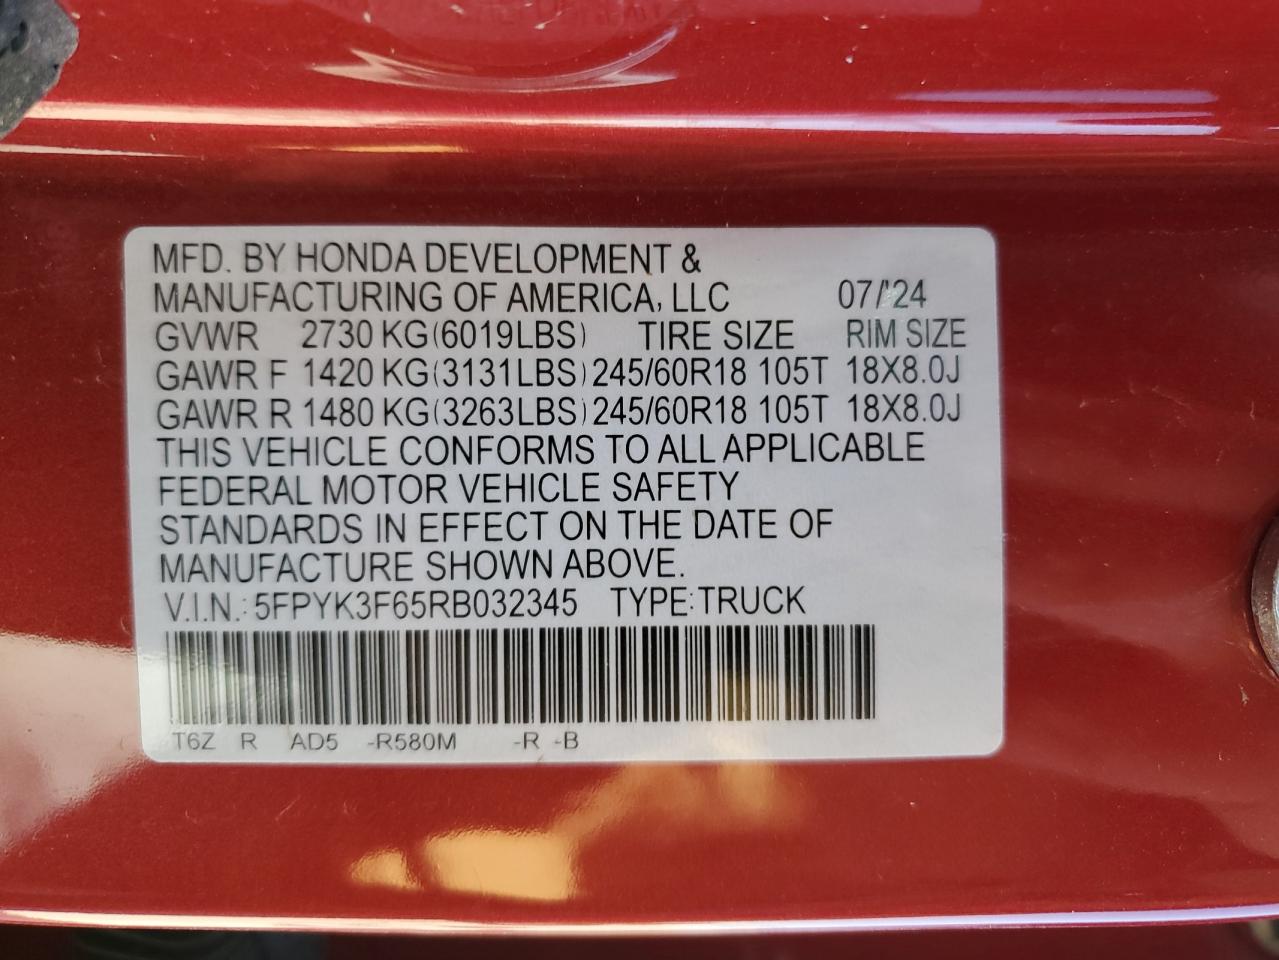 MFD. BY HONDA DEVELOPMENT &
MANUFACTURING OF AMERICA, LLC 07/'24
GVWR 2730 KG(6019LBS) TIRE SIZE RIM SIZE
GAWR F 1420 KG(3131LBS) 245/60R18 105T 18X8.0J
GAWR R 1480 KG(3263LBS) 245/60R18 105T 18X8.0J
THIS VEHICLE CONFORMS TO ALL APPLICABLE
FEDERAL MOTOR VEHICLE SAFETY
STANDARDS IN EFFECT ON THE DATE OF
MANUFACTURE SHOWN ABOVE.
V.I.N.: 5FPYK3F65RB032345 TYPE: TRUCK
T6Z R AD5 -R580M -R -B